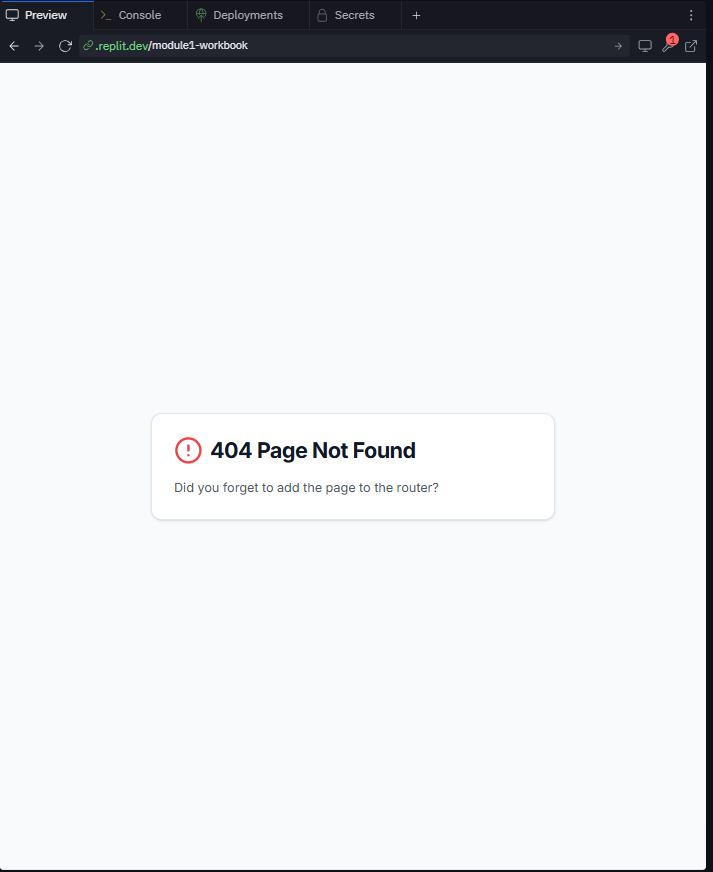 Preview
Console
Deployments
Secrets
.replit.dev/module1-workbook
1
404 Page Not Found
Did you forget to add the page to the router?